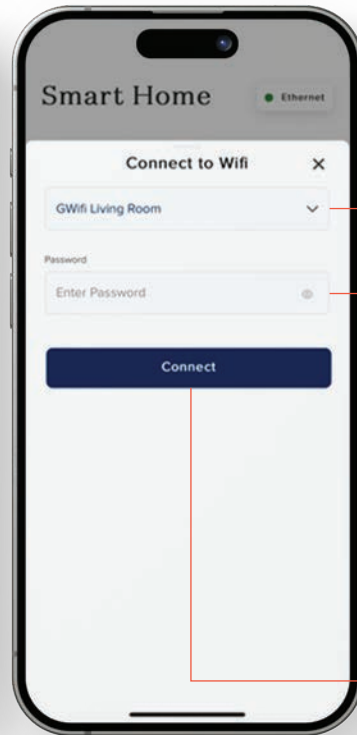 Smart Home
Ethernet
Connect to Wifi
GWifi Living Room
Password
Enter Password
Connect